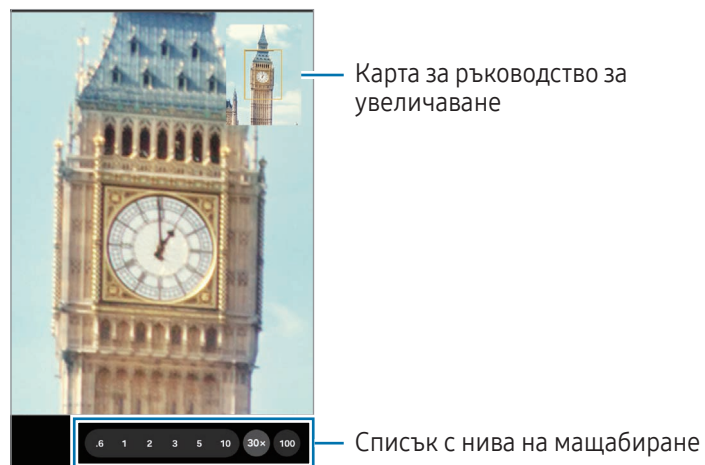 Карта за ръководство за
увеличаване
.6 1 2 3 5 10 30× 100
Списък с нива на мащабиране